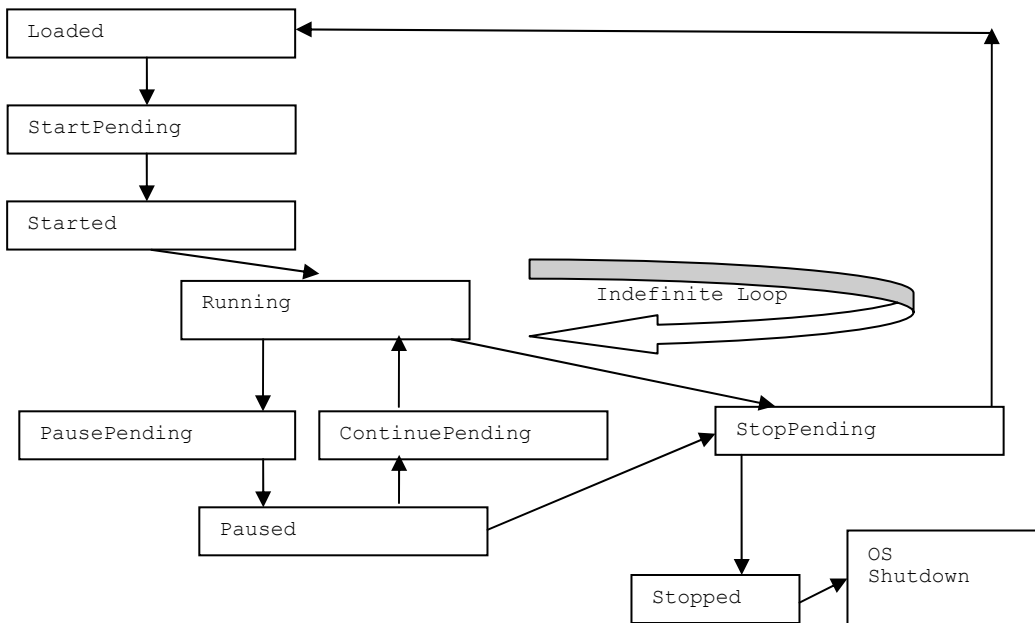 Loaded
StartPending
Started
Running
Indefinite Loop
PausePending
ContinuePending
StopPending
Paused
OS
Shutdown
Stopped